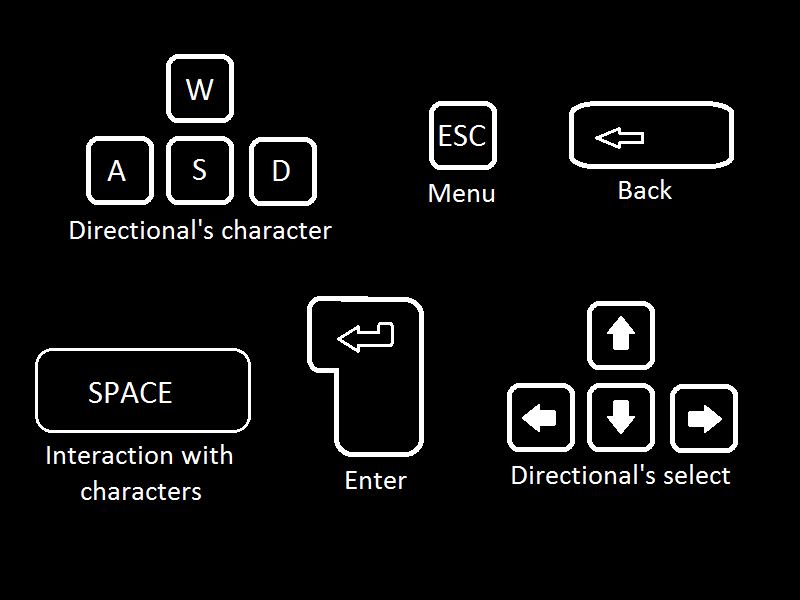 W
A S D
Directional's character
ESC
Menu
Back
SPACE
Interaction with
characters
Enter
Directional's select